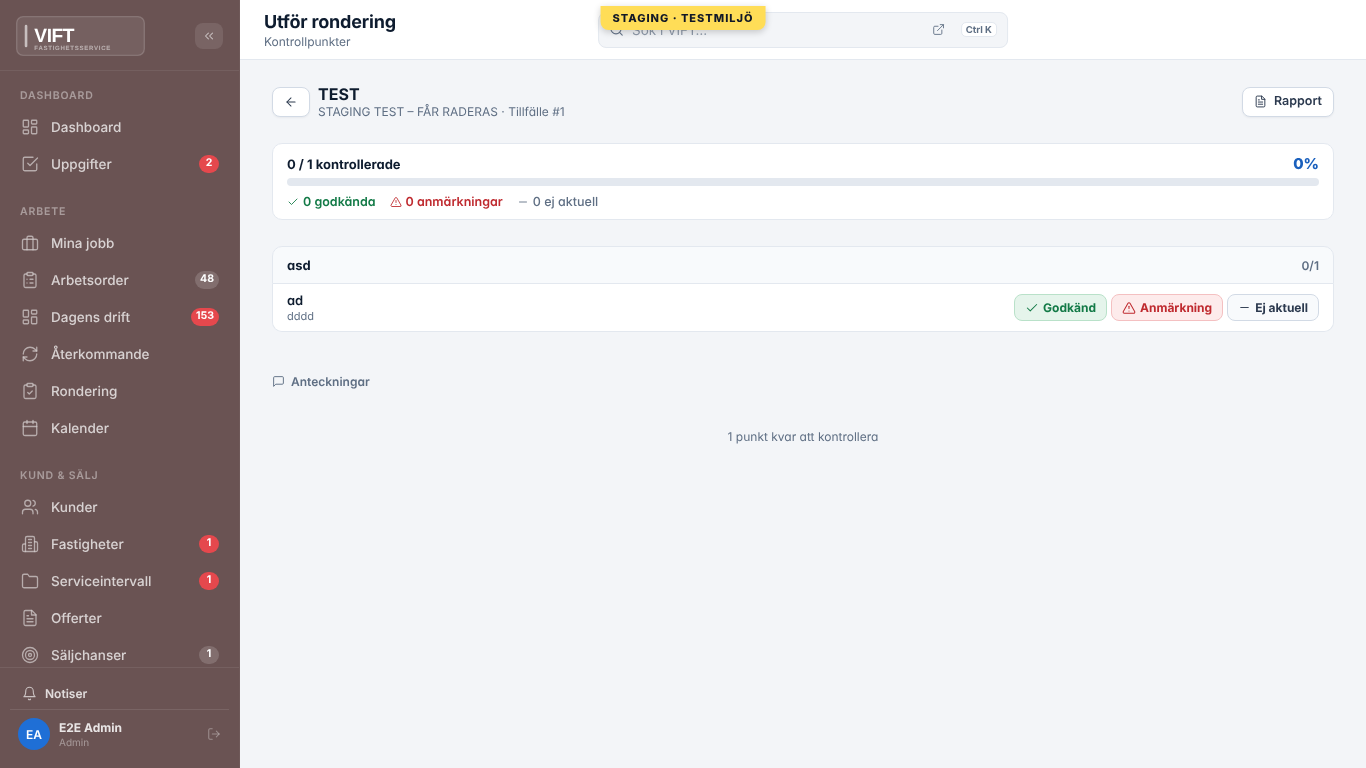 VIFT
FASTIGHETSSERVICE
DASHBOARD
Dashboard
Uppgifter 2
ARBETE
Mina jobb
Arbetsorder 48
Dagens drift 153
Återkommande
Rondering
Kalender
KUND & SÄLJ
Kunder
Fastigheter 1
Serviceintervall 1
Offerter
Säljchanser 1
Notiser
EA E2E Admin
Admin
Utför rondering
Kontrollpunkter
STAGING · TESTMILJÖ
Sök i VIFT... Ctrl K
TEST
STAGING TEST – FÅR RADERAS · Tillfälle #1
Rapport
0 / 1 kontrollerade 0%
0 godkända 0 anmärkningar 0 ej aktuell
asd 0/1
ad
dddd
Godkänd Anmärkning Ej aktuell
Anteckningar
1 punkt kvar att kontrollera